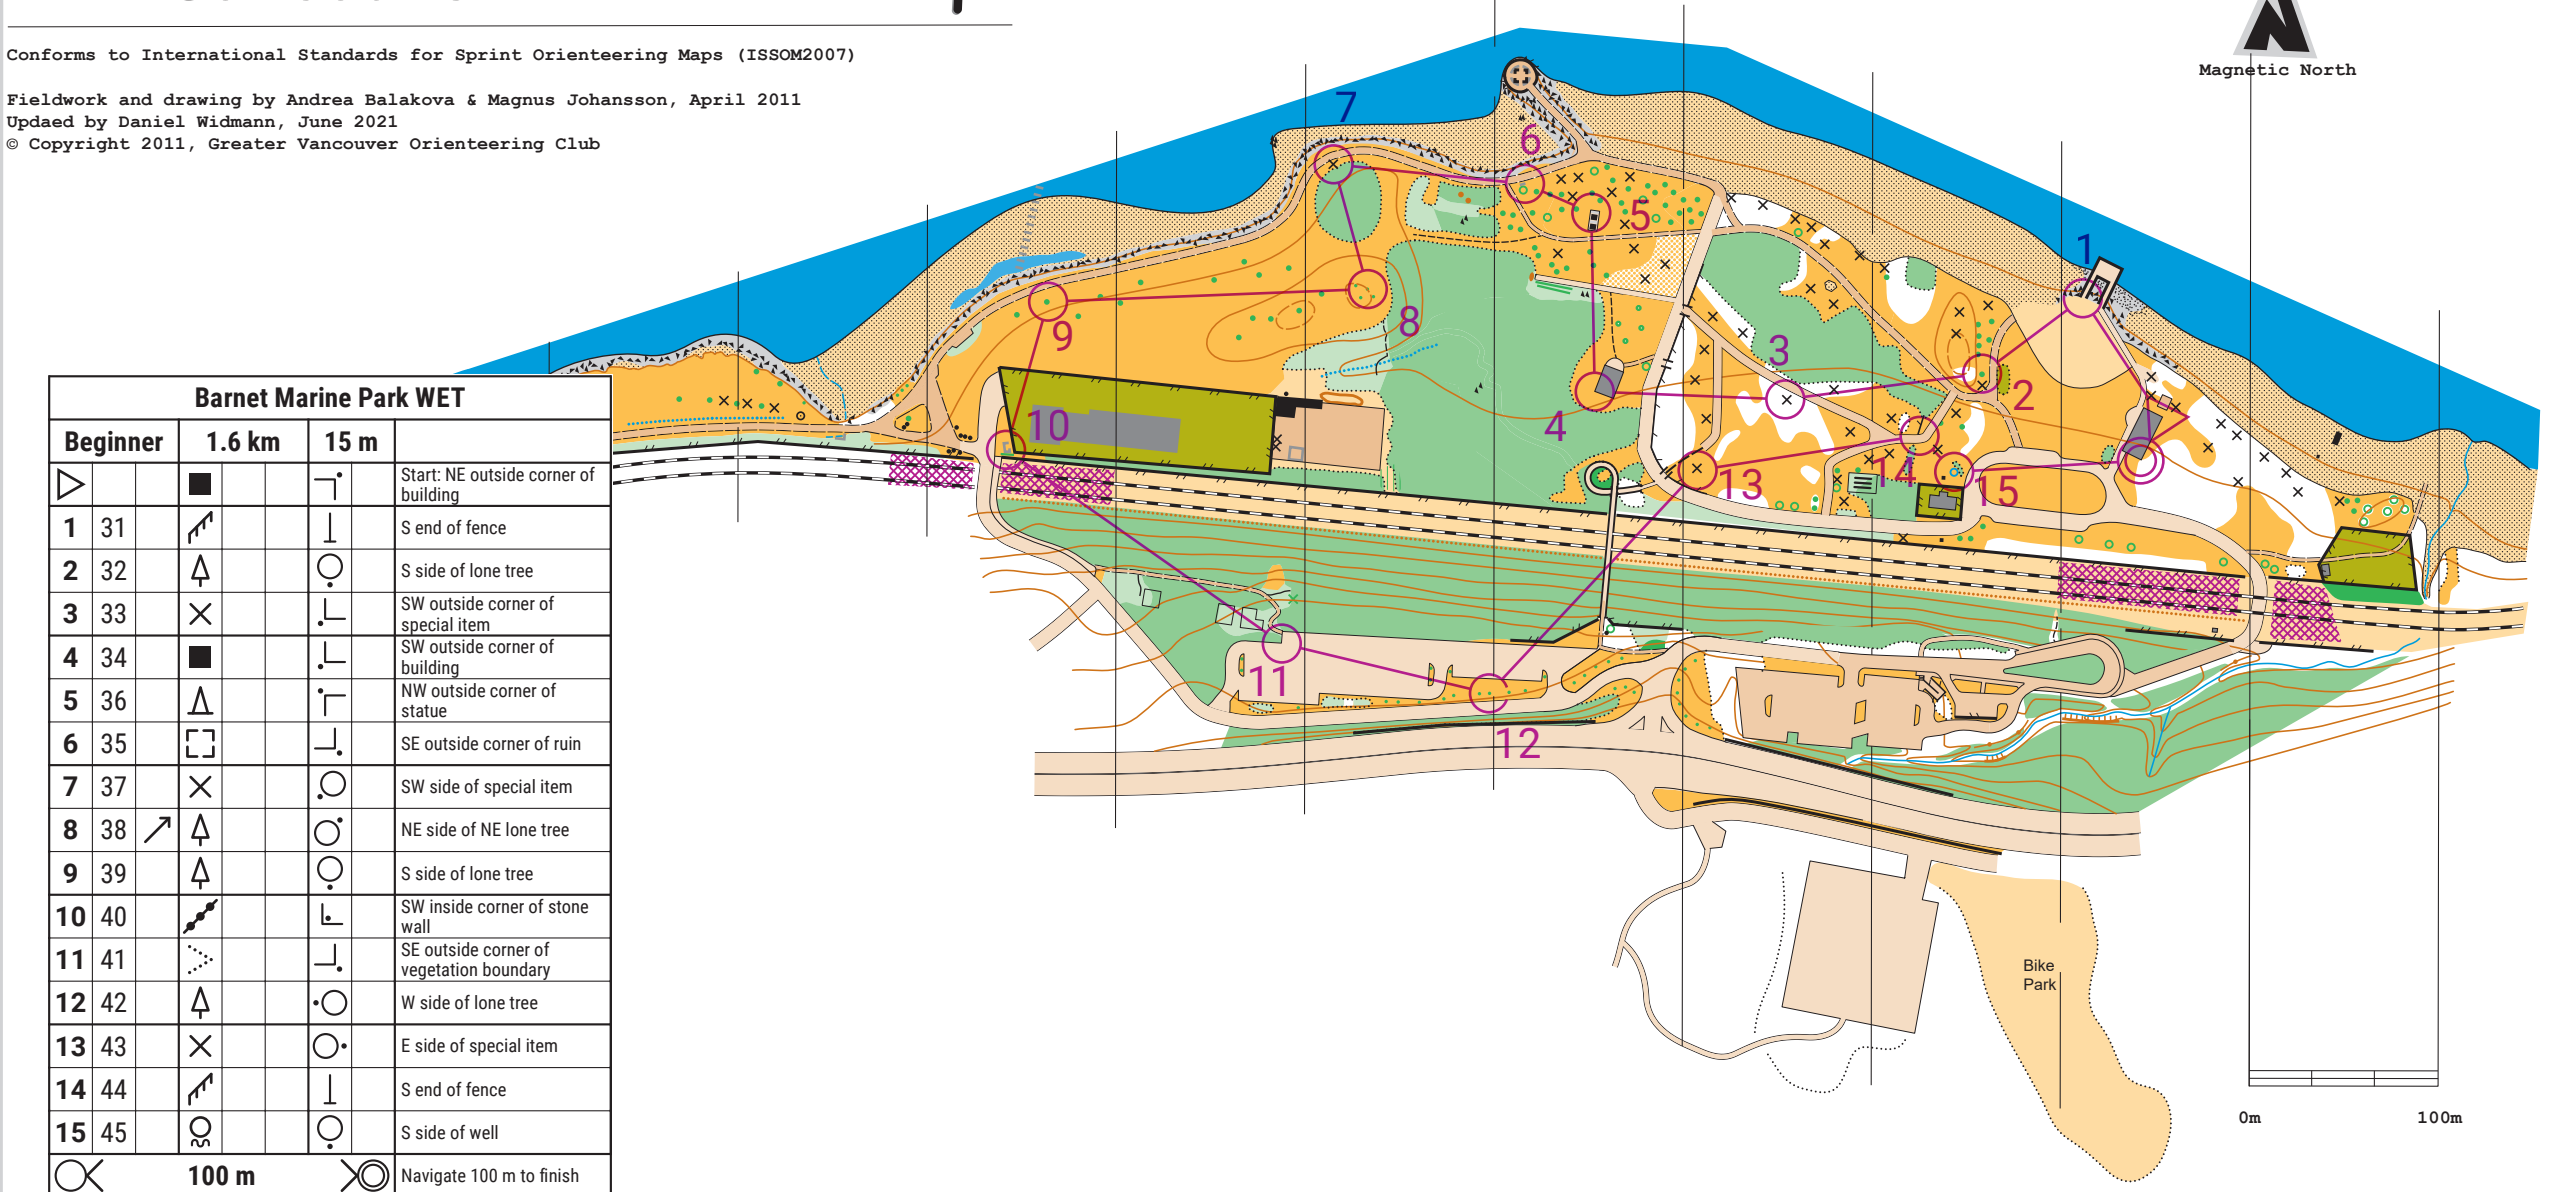 Conforms to International Standards for Sprint Orienteering Maps (ISSOM2007)
Fieldwork and drawing by Andrea Balakova & Magnus Johansson, April 2011
Updaed by Daniel Widmann, June 2021
© Copyright 2011, Greater Vancouver Orienteering Club
N
Magnetic North
7
6
5
1
9
8
3
2
4
10
13
14
15
11
12
Bike
Park
0m 100m
Barnet Marine Park WET
Beginner 1.6 km 15 m
Start: NE outside corner of
building
1 31 S end of fence
2 32 S side of lone tree
3 33 SW outside corner of
special item
4 34 SW outside corner of
building
5 36 NW outside corner of
statue
6 35 SE outside corner of ruin
7 37 SW side of special item
8 38 NE side of NE lone tree
9 39 S side of lone tree
10 40 SW inside corner of stone
wall
11 41 SE outside corner of
vegetation boundary
12 42 W side of lone tree
13 43 E side of special item
14 44 S end of fence
15 45 S side of well
100 m Navigate 100 m to finish